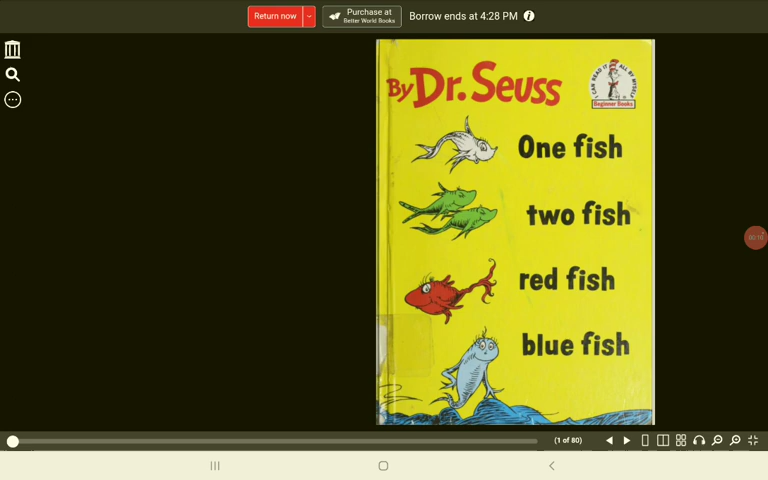 Return now
Purchase at
Better World Books
Borrow ends at 4:28 PM
By Dr. Seuss
I CAN READ IT ALL BY MYSELF
Beginner Books
One fish
two fish
red fish
blue fish
(1 of 80)